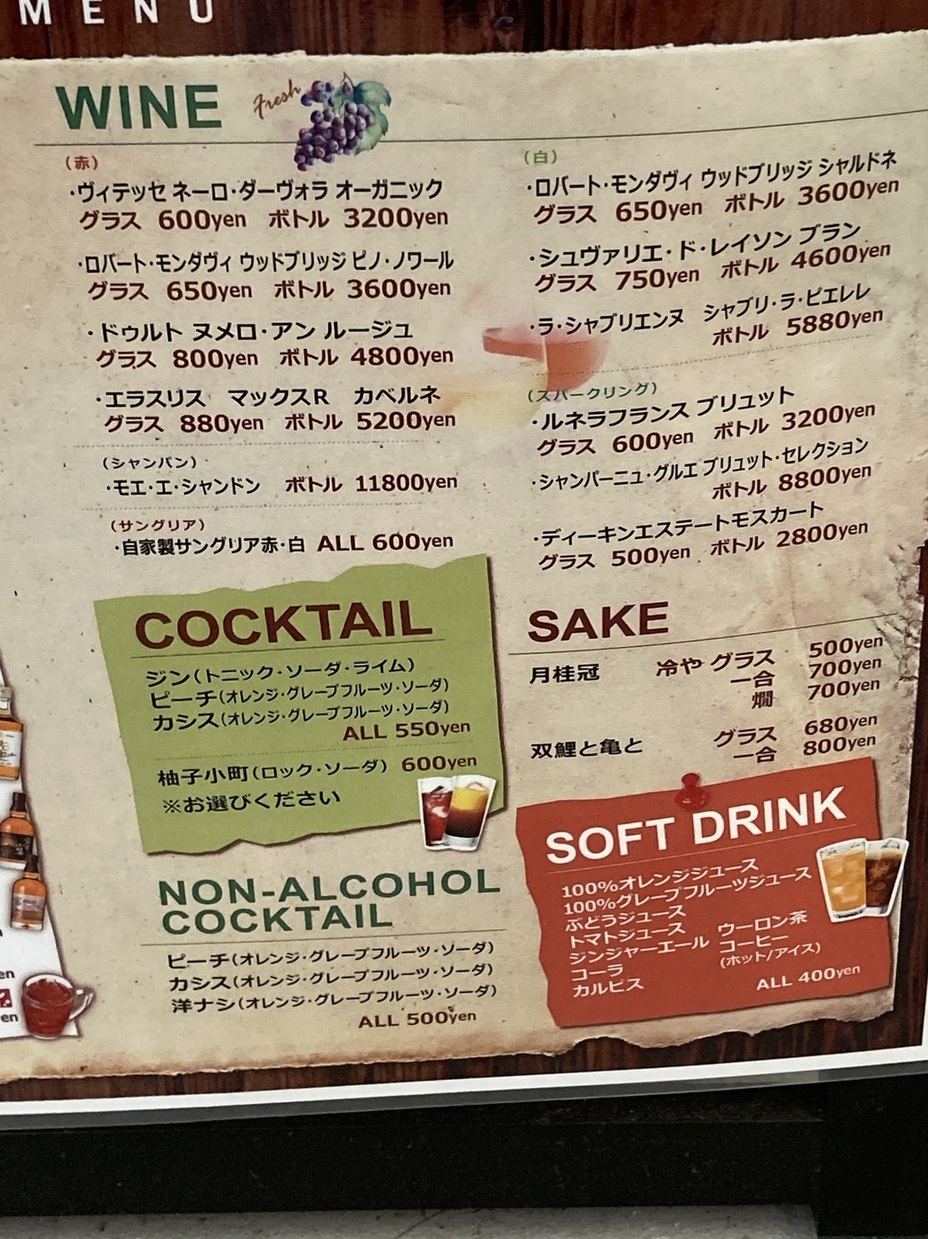 MENU
WINE
Fresh
（赤）
・ヴィテッセ ネーロ・ダーヴォラ オーガニック
グラス 600yen ボトル 3200yen
・ロバート・モンダヴィ ウッドブリッジ ピノ・ノワール
グラス 650yen ボトル 3600yen
・ドゥルト ヌメロ・アン ルージュ
グラス 800yen ボトル 4800yen
・エラスリス マックスR カベルネ
グラス 880yen ボトル 5200yen
（シャンパン）
・モエ・エ・シャンドン ボトル 11800yen
（サングリア）
・自家製サングリア赤・白 ALL 600yen
（白）
・ロバート・モンダヴィ ウッドブリッジ シャルドネ
グラス 650yen ボトル 3600yen
・シュヴァリエ・ド・レイソン ブラン
グラス 750yen ボトル 4600yen
・ラ・シャブリエンヌ シャブリ・ラ・ピエレレ
ボトル 5880yen
（スパークリング）
・ルネラフランス ブリュット
グラス 600yen ボトル 3200yen
・シャンパーニュ・グルエ ブリュット・セレクション
ボトル 8800yen
・ディーキンエステートモスカート
グラス 500yen ボトル 2800yen
COCKTAIL
ジン（トニック・ソーダ・ライム）
ピーチ（オレンジ・グレープフルーツ・ソーダ）
カシス（オレンジ・グレープフルーツ・ソーダ）
ALL 550yen
柚子小町（ロック・ソーダ） 600yen
※お選びください
NON-ALCOHOL
COCKTAIL
ピーチ（オレンジ・グレープフルーツ・ソーダ）
カシス（オレンジ・グレープフルーツ・ソーダ）
洋ナシ（オレンジ・グレープフルーツ・ソーダ）
ALL 500yen
SAKE
月桂冠 冷や グラス 500yen
一合 700yen
燗 700yen
双鯉と亀と グラス 680yen
一合 800yen
SOFT DRINK
100%オレンジジュース
100%グレープフルーツジュース
ぶどうジュース
トマトジュース
ジンジャーエール
コーラ
カルピス
ウーロン茶
コーヒー
（ホット/アイス）
ALL 400yen
en
en